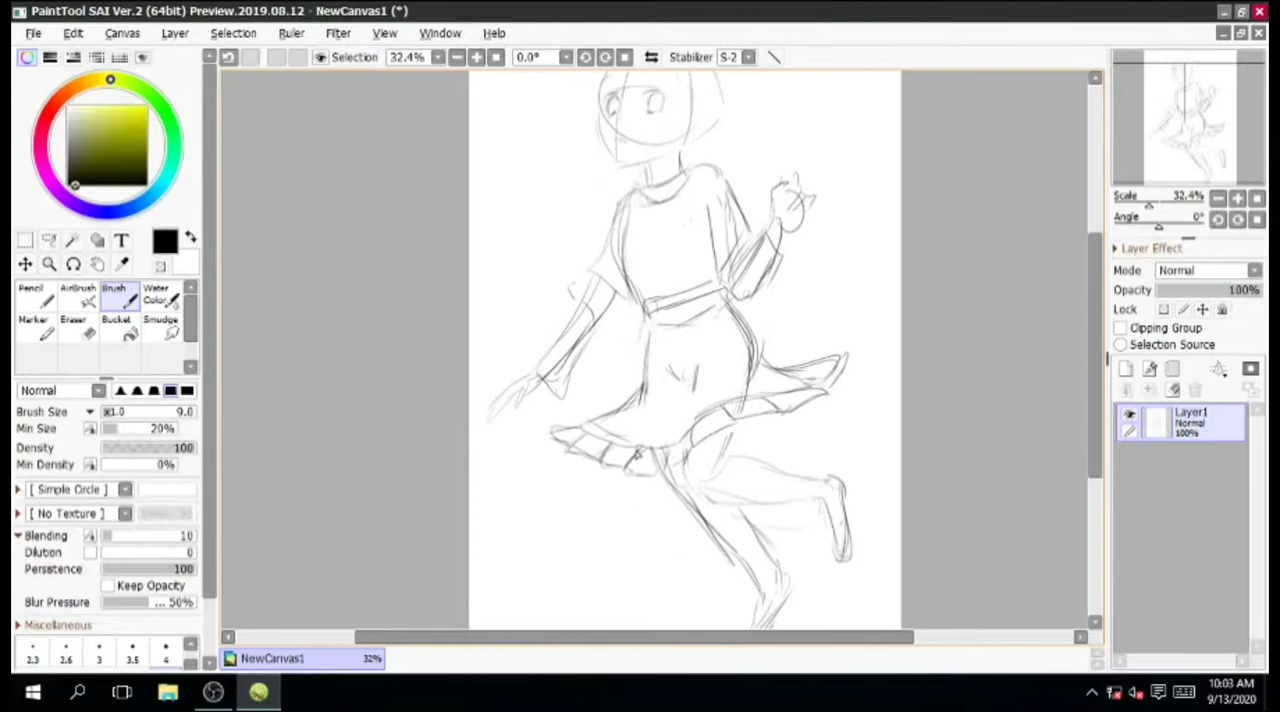 PaintTool SAI Ver.2 (64bit) Preview.2019.08.12 - NewCanvas1 (*)
File Edit Canvas Layer Selection Ruler Filter View Window Help
Selection 32.4% 0.0° Stabilizer S-2
Scale 32.4%
Angle 0°
Layer Effect
Mode Normal
Opacity 100%
Lock
Clipping Group
Selection Source
Layer1
Normal
100%
T
Pencil AirBrush Brush Water Color
Marker Eraser Bucket Smudge
Normal
Brush Size x1.0 9.0
Min Size 20%
Density 100
Min Density 0%
[ Simple Circle ]
[ No Texture ]
Blending 10
Dilution 0
Persistence 100
Keep Opacity
Blur Pressure ... 50%
Miscellaneous
2.3 2.6 3 3.5 4
NewCanvas1 32%
10:03 AM
9/13/2020